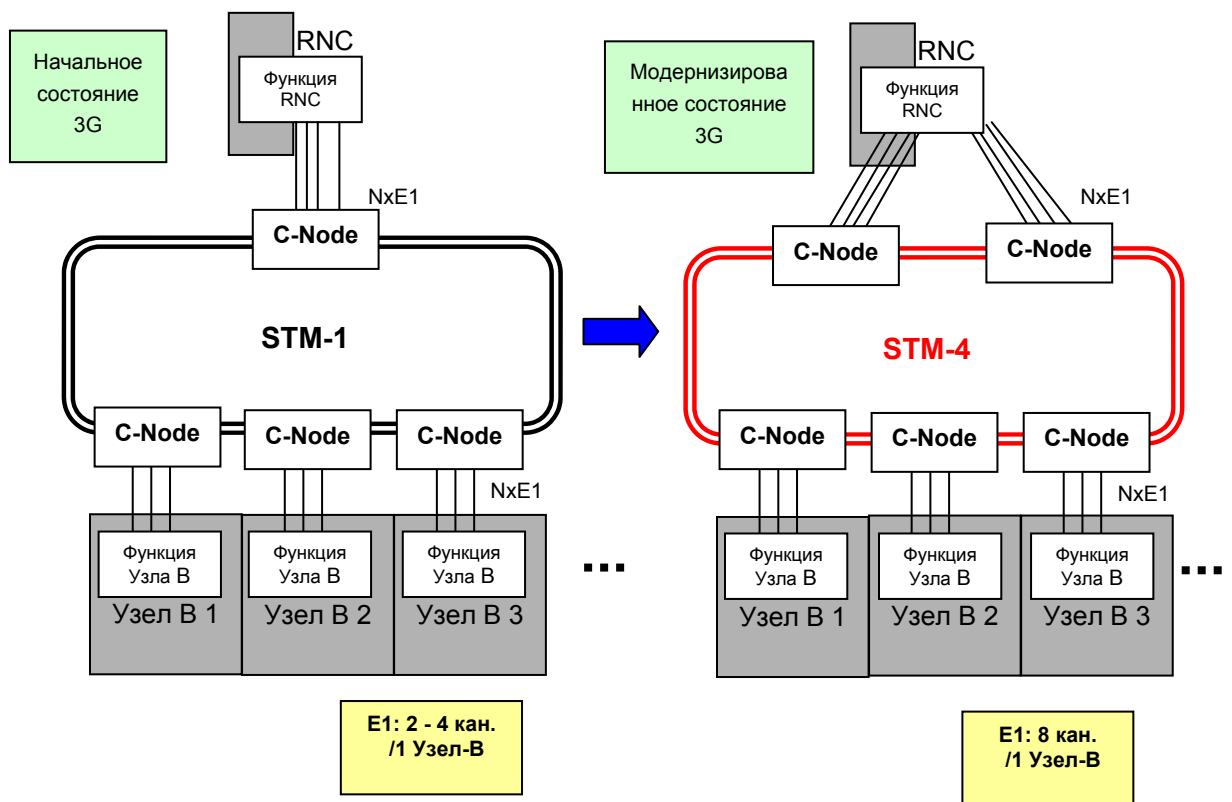 Начальное
состояние
3G
RNC
Функция
RNC
NxE1
C-Node
STM-1
C-Node
C-Node
C-Node
NxE1
Функция
Узла В
Функция
Узла В
Функция
Узла В
Узел В 1
Узел В 2
Узел В 3
...
E1: 2 - 4 кан.
/1 Узел-В
Модернизирова
нное состояние
3G
RNC
Функция
RNC
NxE1
C-Node
C-Node
STM-4
C-Node
C-Node
C-Node
NxE1
Функция
Узла В
Функция
Узла В
Функция
Узла В
Узел В 1
Узел В 2
Узел В 3
...
E1: 8 кан.
/1 Узел-В